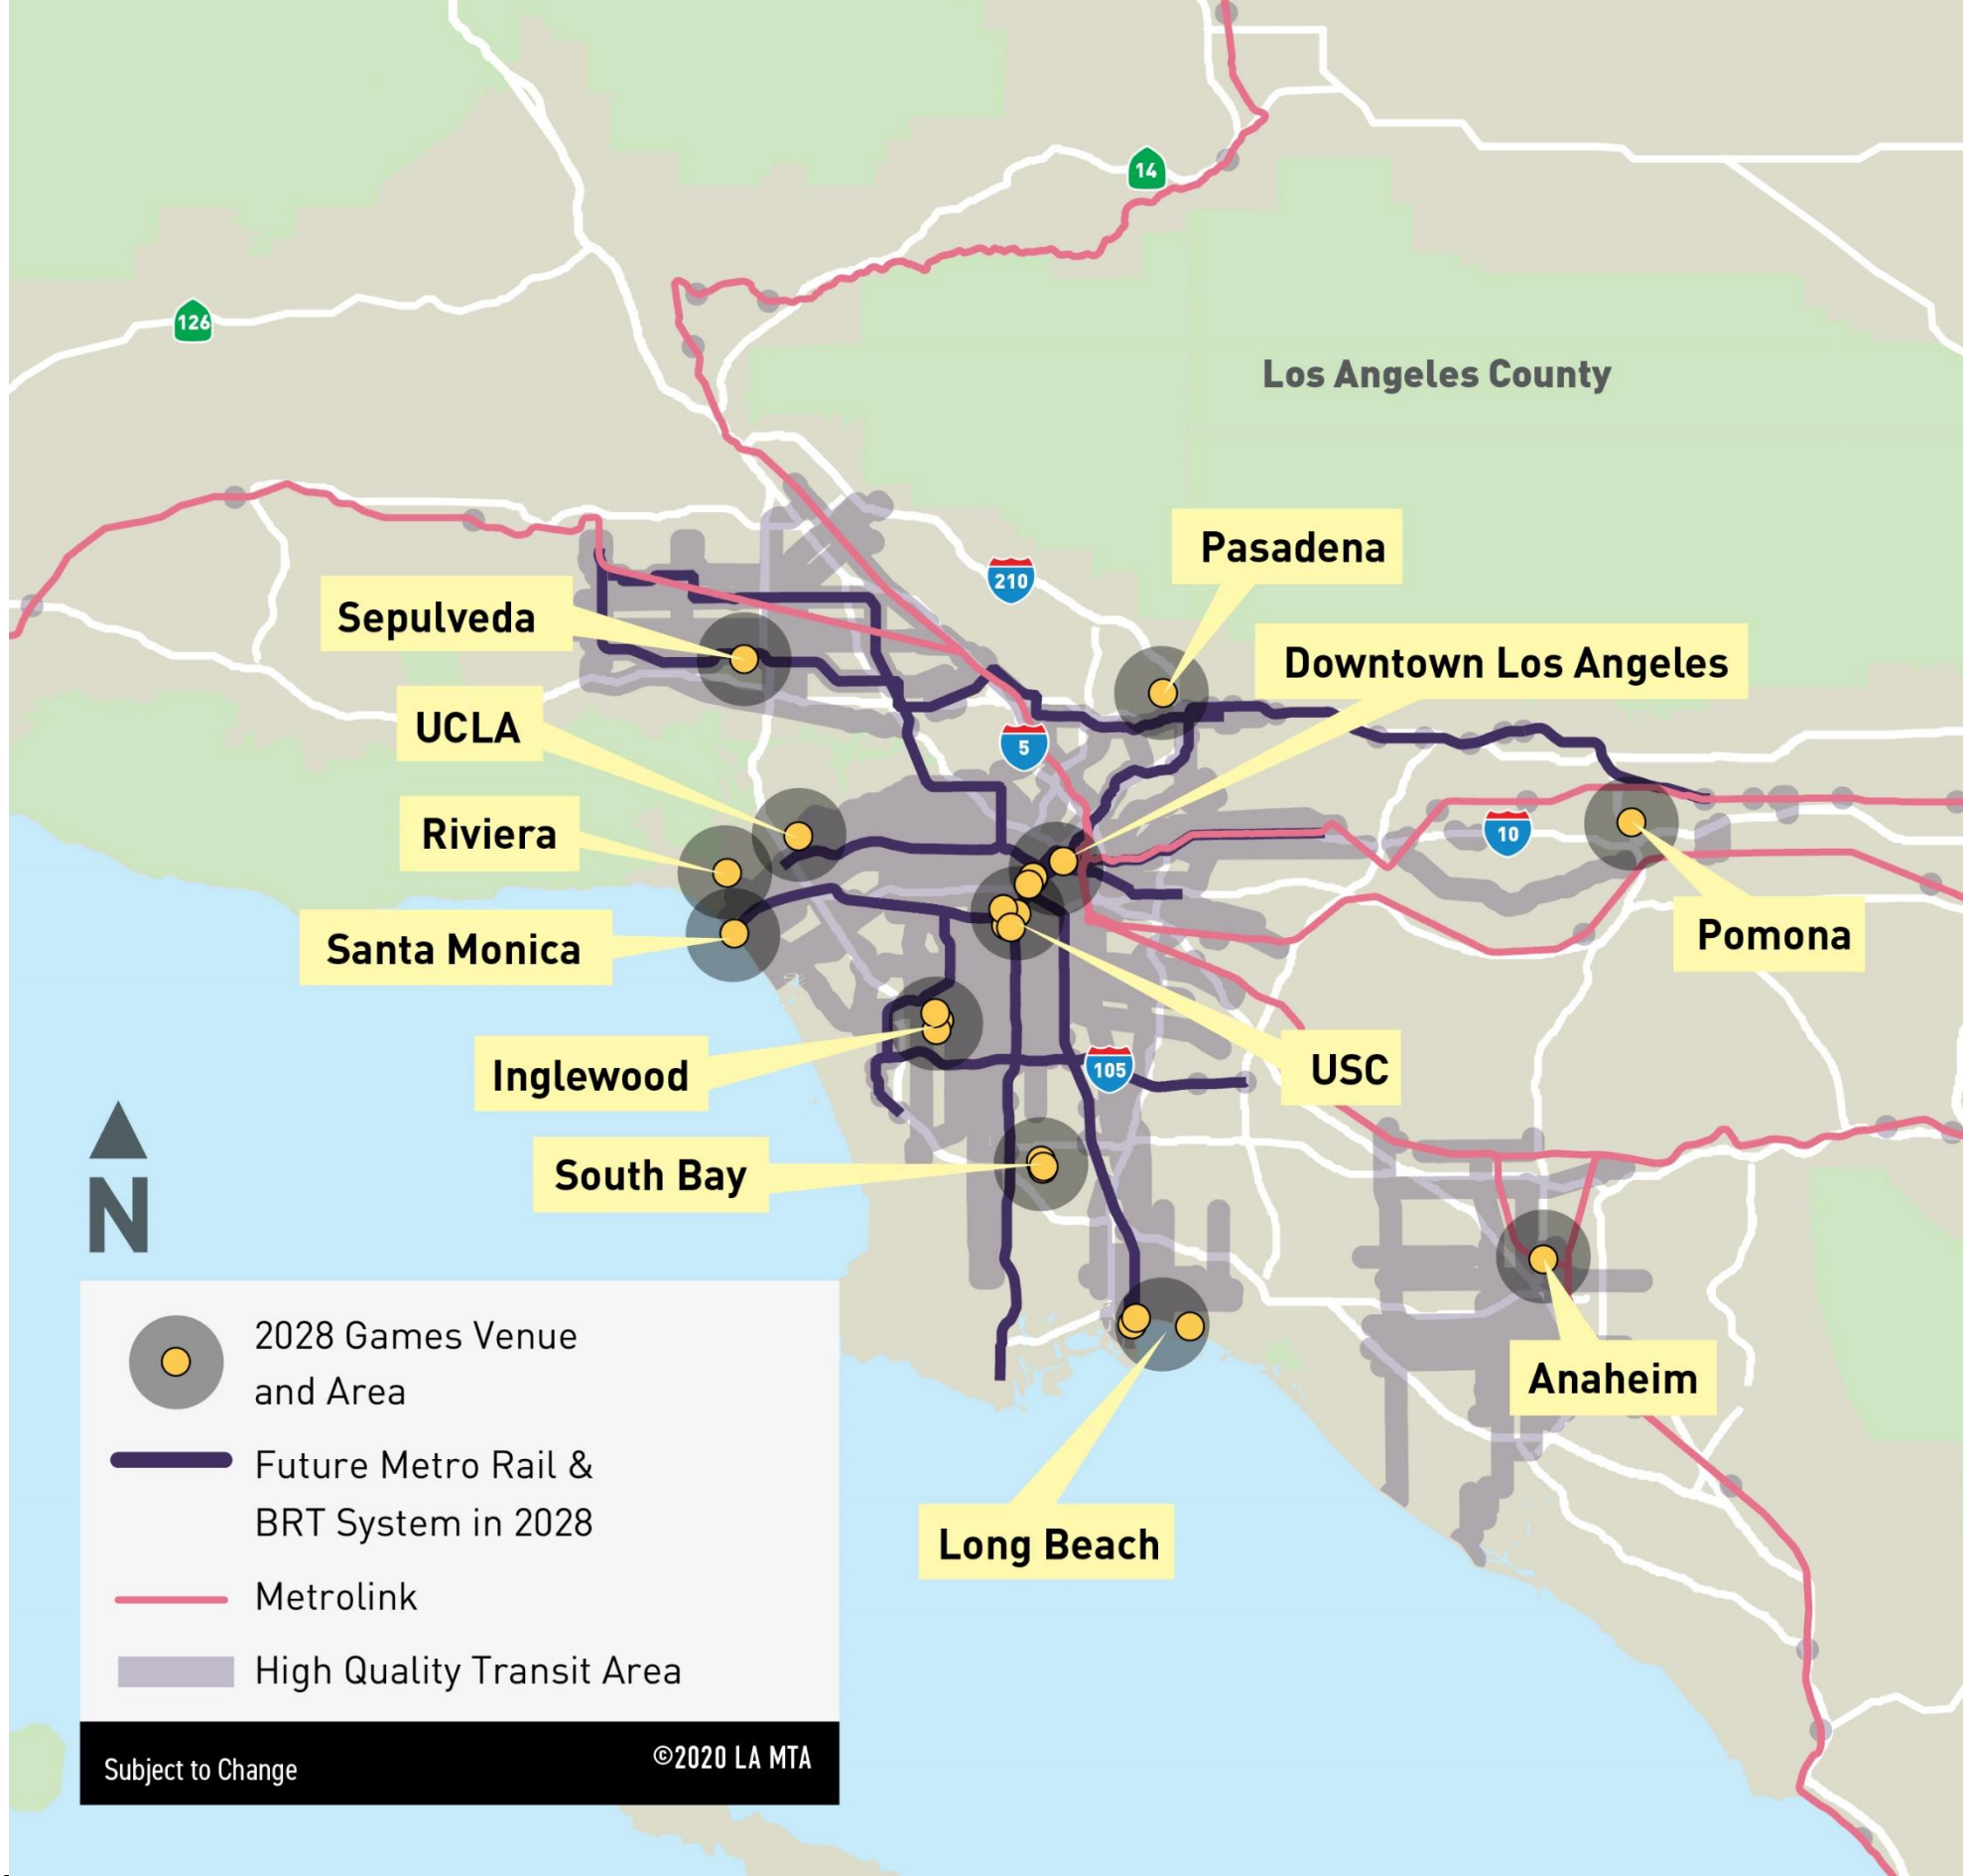 14
126
Los Angeles County
Pasadena
210
Sepulveda
Downtown Los Angeles
UCLA
5
Riviera
10
Pomona
Santa Monica
USC
Inglewood
105
South Bay
N
2028 Games Venue
and Area
Anaheim
Future Metro Rail &
BRT System in 2028
Long Beach
Metrolink
High Quality Transit Area
Subject to Change
©2020 LA MTA